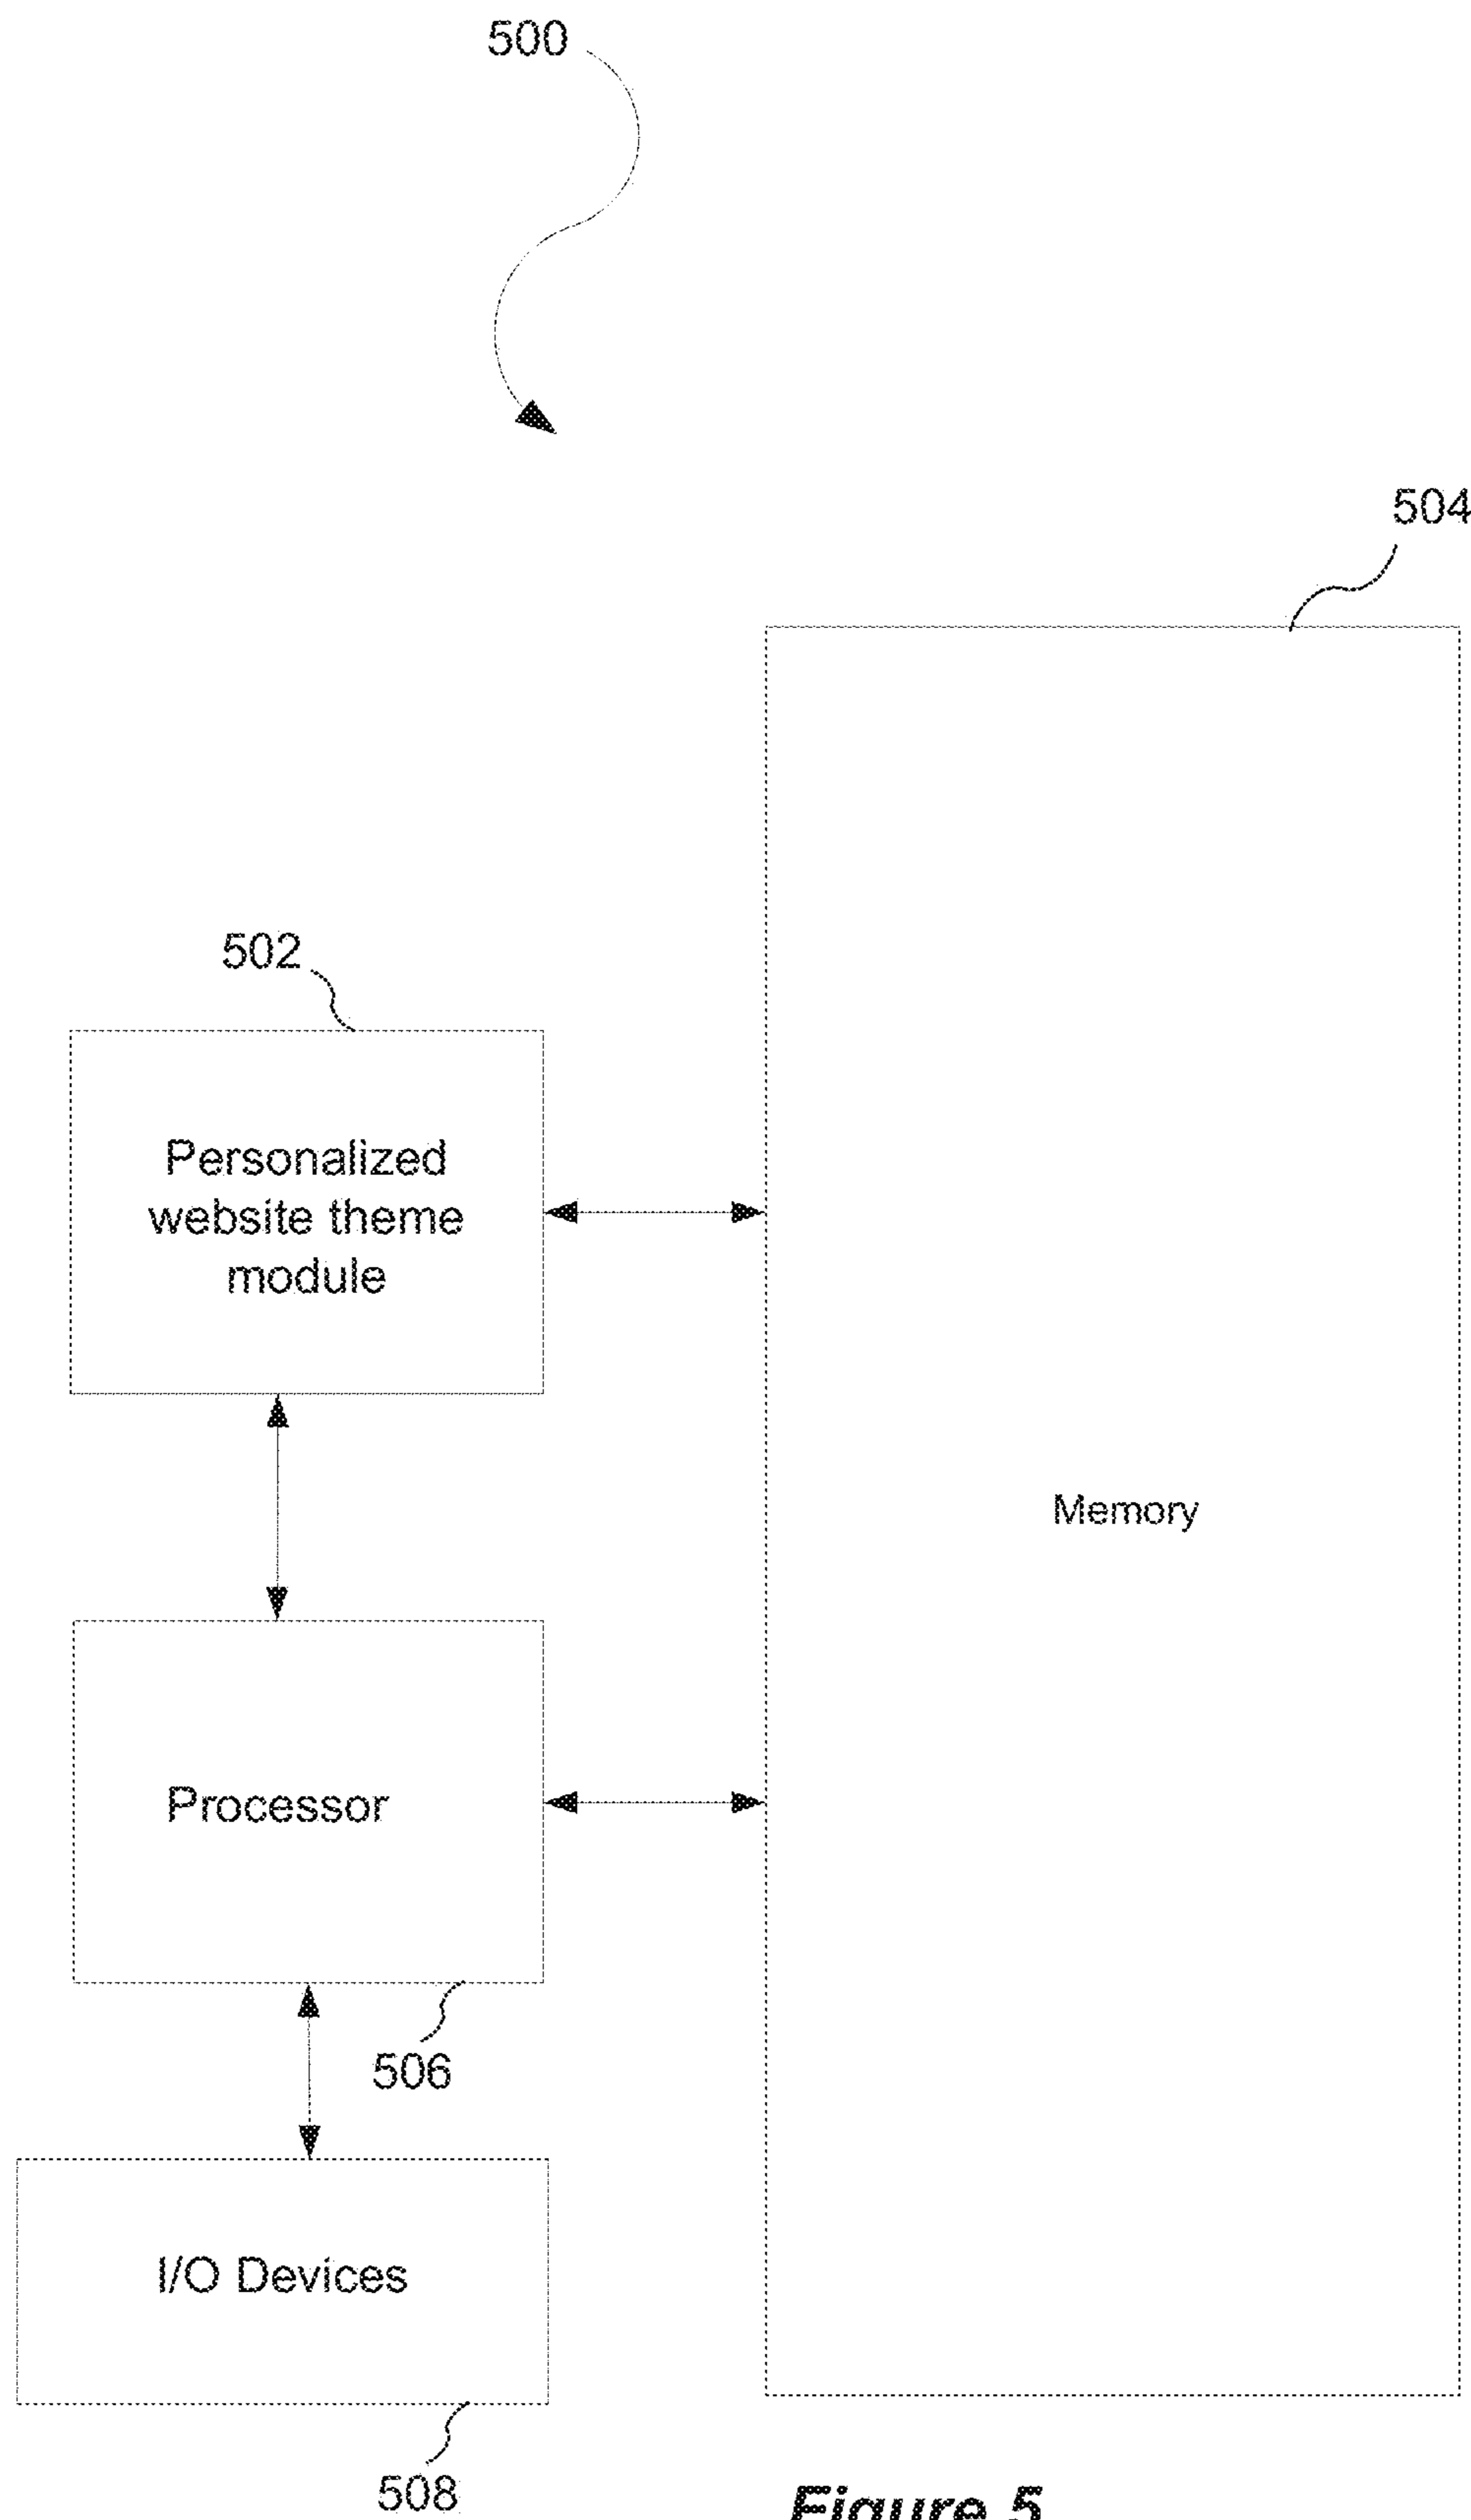 500
504
502
Personalized
website theme
module
Memory
Processor
506
I/O Devices
508
Figure 5